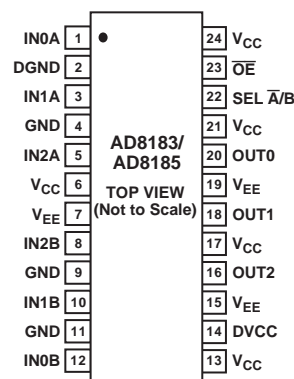 IN0A 1 24 VCC
DGND 2 23 OE
IN1A 3 22 SEL A/B
GND 4 21 VCC
IN2A 5 20 OUT0
VCC 6 19 VEE
VEE 7 18 OUT1
IN2B 8 17 VCC
GND 9 16 OUT2
IN1B 10 15 VEE
GND 11 14 DVCC
IN0B 12 13 VCC
AD8183/
AD8185
TOP VIEW
(Not to Scale)